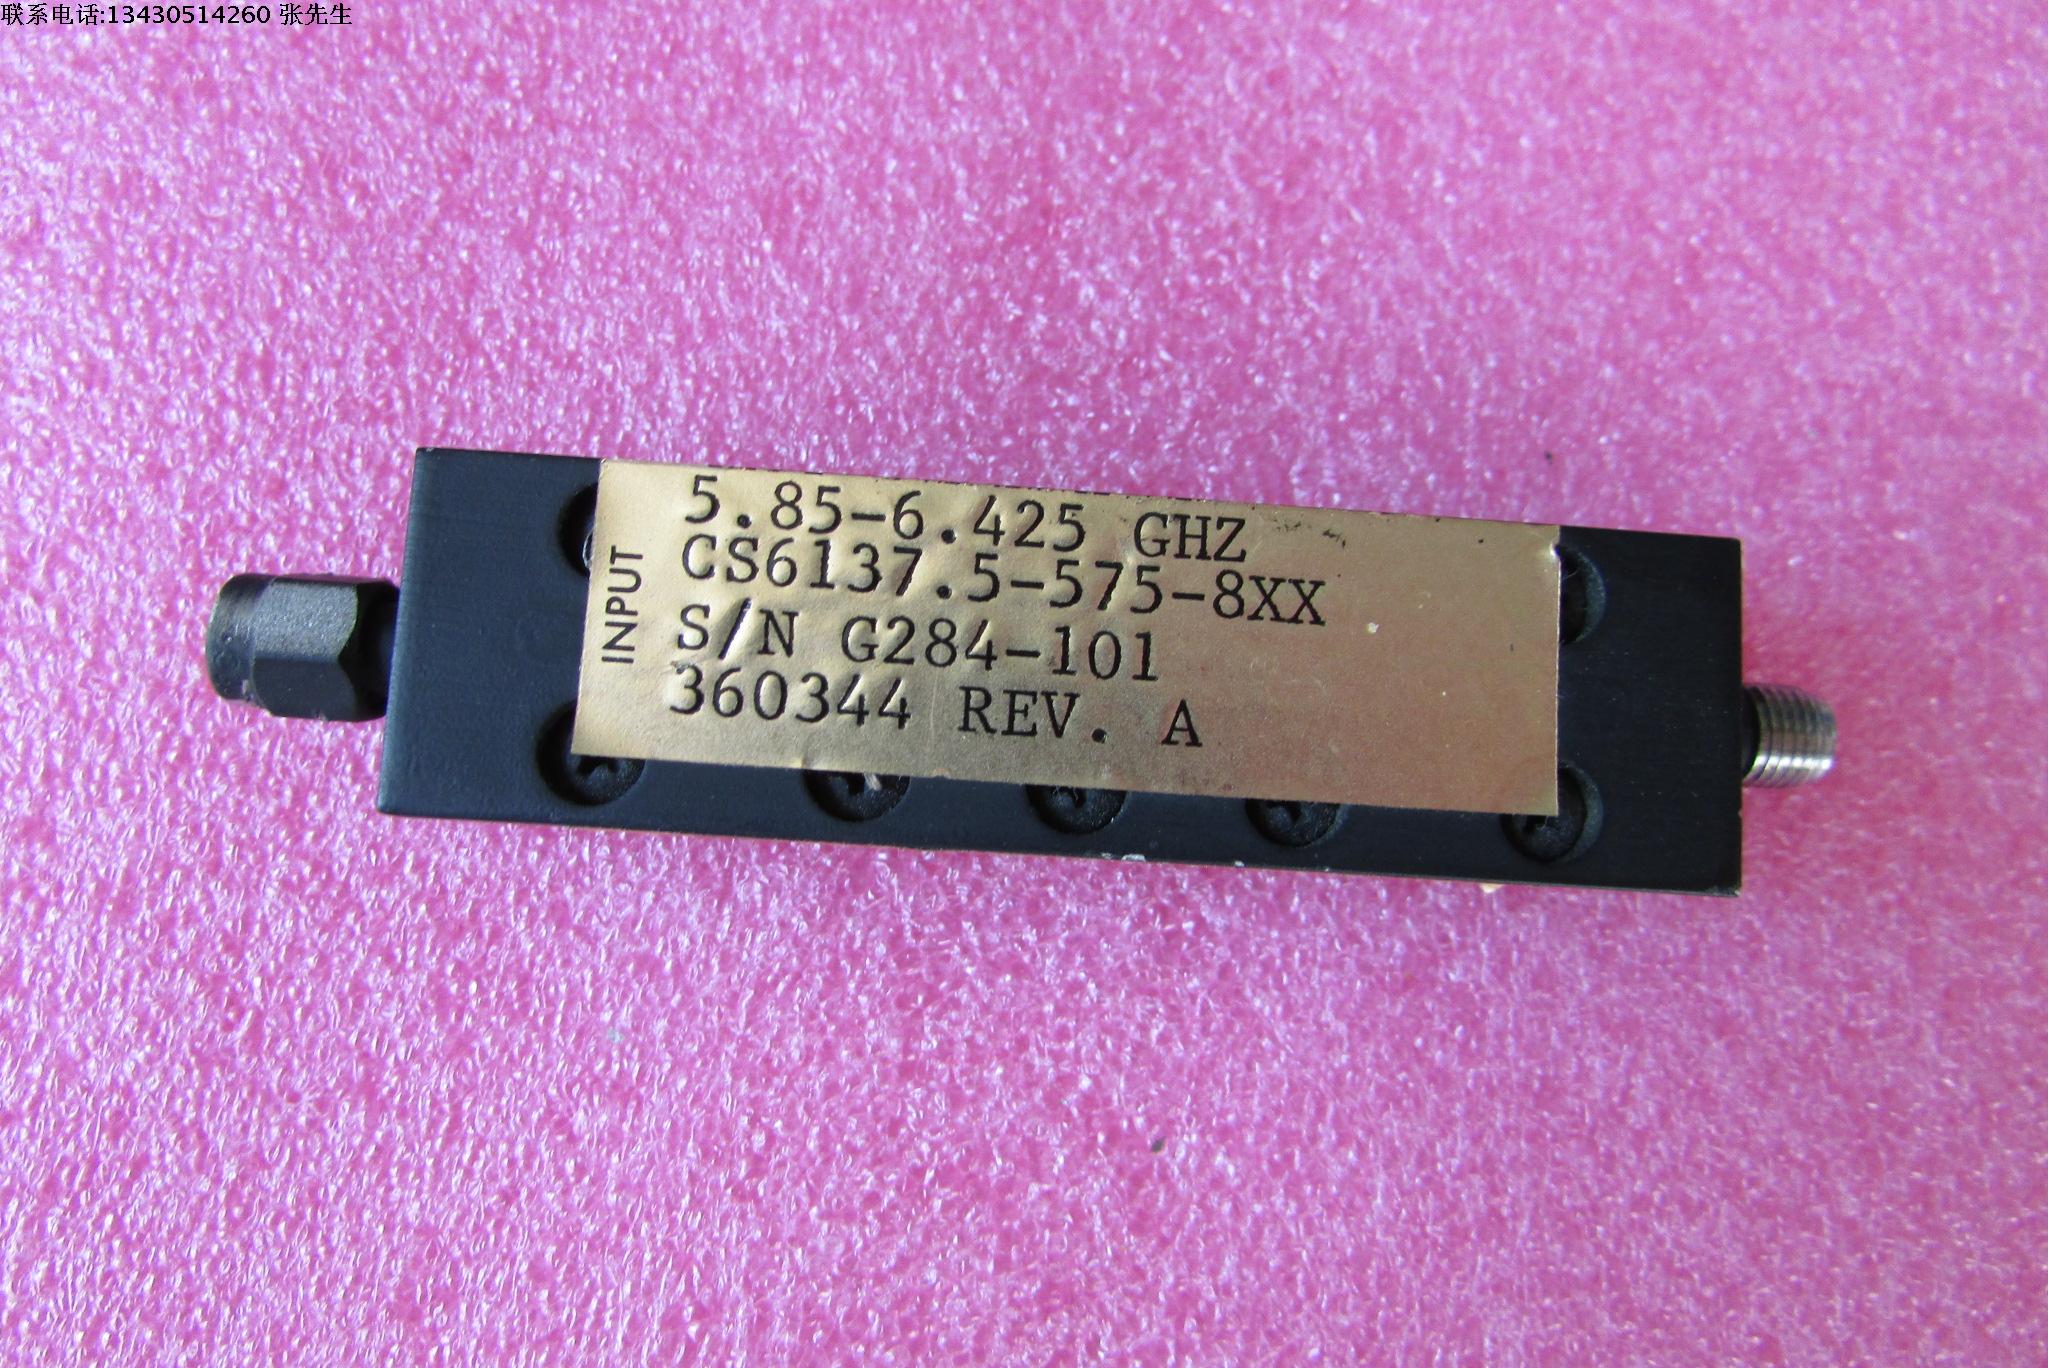 联系电话:13430514260 张先生
INPUT
5.85-6.425 GHZ
CS6137.5-575-8XX
S/N G284-101
360344 REV. A